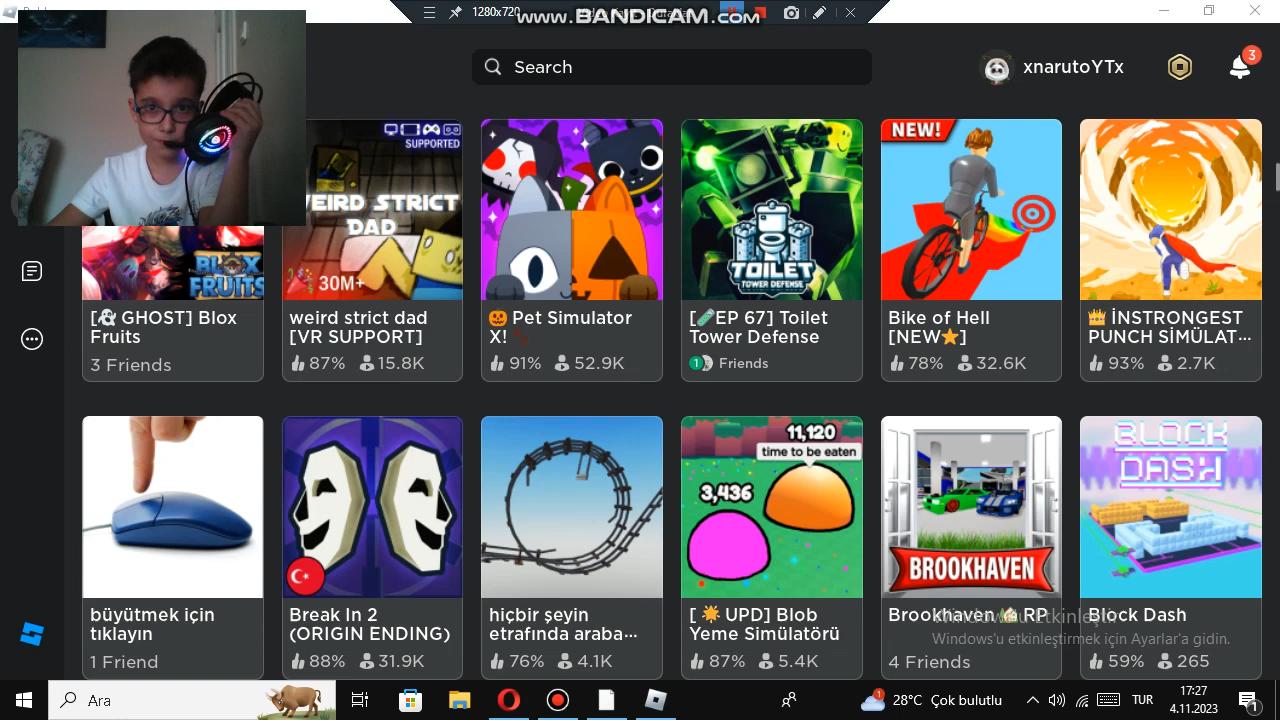 1280x720
www.BANDICAM.com
Search
xnarutoYTx
3
SUPPORTED
WEIRD STRICT
DAD
30M+
BLOX
FRUITS
TOILET
TOWER DEFENSE
NEW!
[👻 GHOST] Blox
Fruits
3 Friends
weird strict dad
[VR SUPPORT]
87% 15.8K
🎃 Pet Simulator
X! 🐾
91% 52.9K
[🧪EP 67] Toilet
Tower Defense
1 Friends
Bike of Hell
[NEW⭐]
78% 32.6K
👑 İNSTRONGEST
PUNCH SİMÜLAT...
93% 2.7K
11,120
time to be eaten
3,436
BROOKHAVEN
BLOCK
DASH
büyütmek için
tıklayın
1 Friend
Break In 2
(ORIGIN ENDING)
88% 31.9K
hiçbir şeyin
etrafında araba...
76% 4.1K
[ 🌟 UPD] Blob
Yeme Simülatörü
87% 5.4K
Brookhaven 🏡RP
4 Friends
Block Dash
59% 265
Windows'u Etkinleştir
Windows'u etkinleştirmek için Ayarlar'a gidin.
Ara
1
28°C Çok bulutlu
TUR
17:27
4.11.2023
1